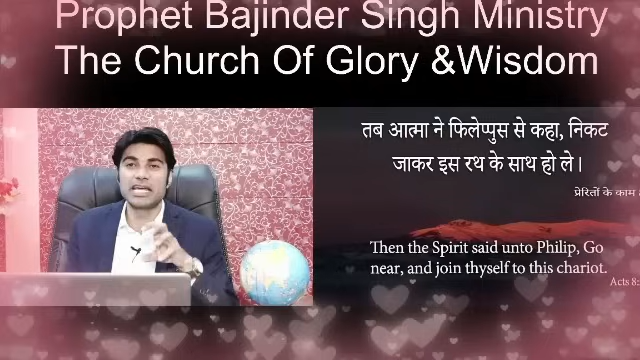 Prophet Bajinder Singh Ministry
The Church Of Glory &Wisdom
तब आत्मा ने फिलेप्पुस से कहा, निकट
जाकर इस रथ के साथ हो ले।
प्रेरितों के काम
Then the Spirit said unto Philip, Go
near, and join thyself to this chariot.
Acts 8: